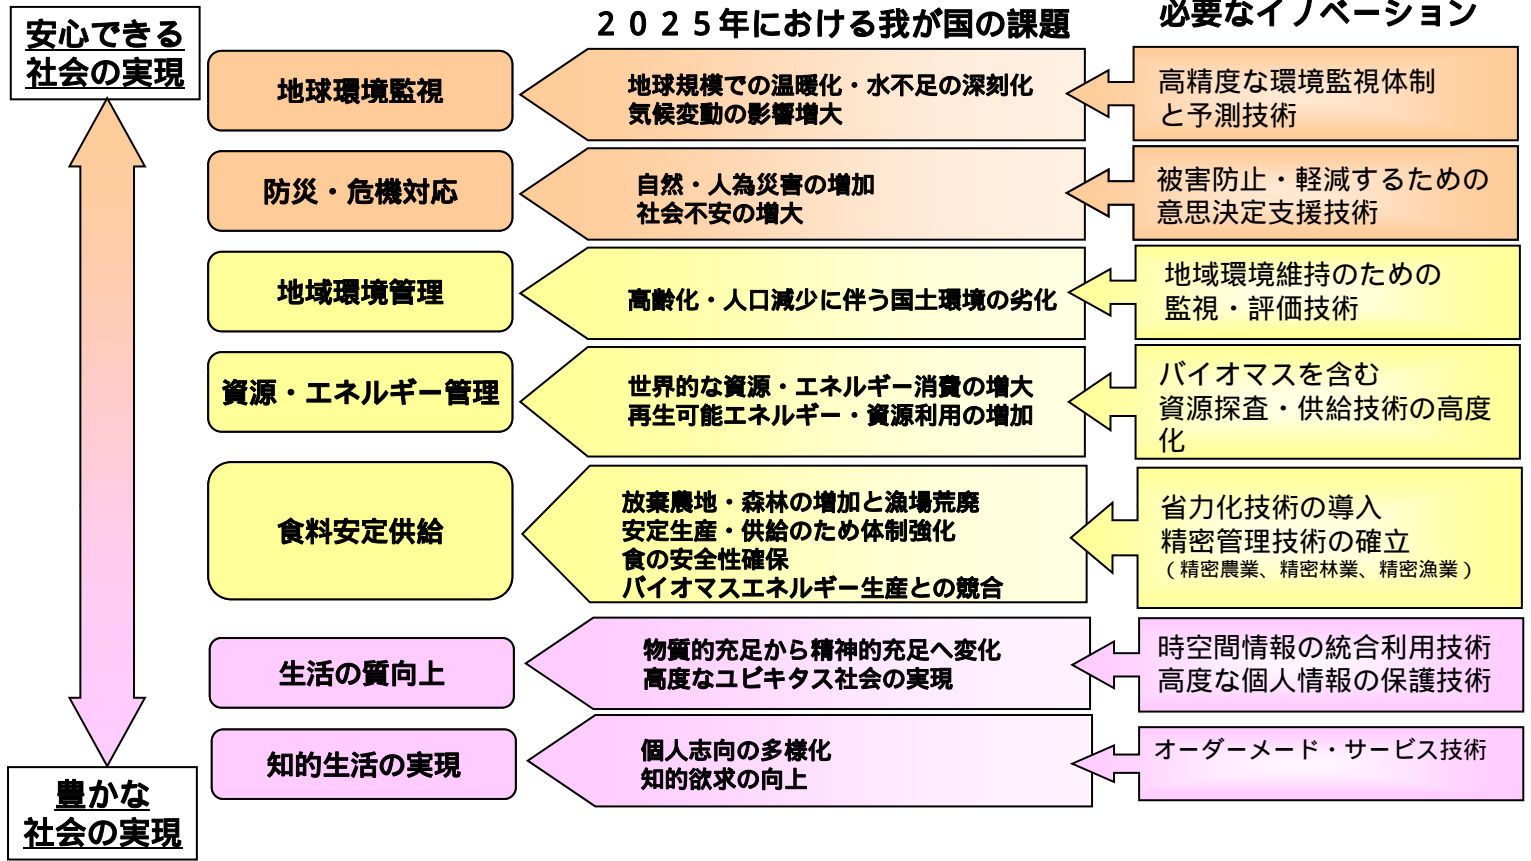 安心できる
社会の実現
２０２５年における我が国の課題
必要なイノベーション
地球環境監視
地球規模での温暖化・水不足の深刻化
気候変動の影響増大
高精度な環境監視体制
と予測技術
防災・危機対応
自然・人為災害の増加
社会不安の増大
被害防止・軽減するための
意思決定支援技術
地域環境管理
高齢化・人口減少に伴う国土環境の劣化
地域環境維持のための
監視・評価技術
資源・エネルギー管理
世界的な資源・エネルギー消費の増大
再生可能エネルギー・資源利用の増加
バイオマスを含む
資源探査・供給技術の高度
化
食料安定供給
放棄農地・森林の増加と漁場荒廃
安定生産・供給のため体制強化
食の安全性確保
バイオマスエネルギー生産との競合
省力化技術の導入
精密管理技術の確立
（精密農業、精密林業、精密漁業）
生活の質向上
物質的充足から精神的充足へ変化
高度なユビキタス社会の実現
時空間情報の統合利用技術
高度な個人情報の保護技術
知的生活の実現
個人志向の多様化
知的欲求の向上
オーダーメード・サービス技術
豊かな
社会の実現